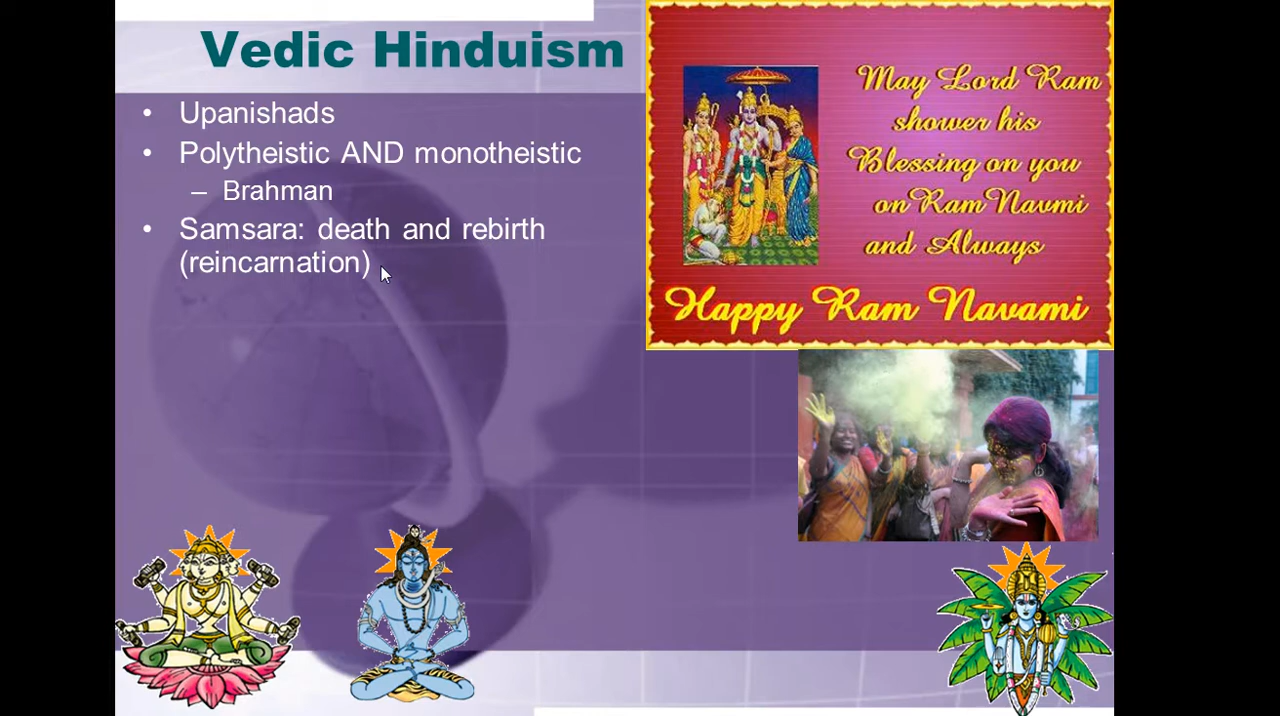 Vedic Hinduism
• Upanishads
• Polytheistic AND monotheistic
– Brahman
• Samsara: death and rebirth
(reincarnation)
May Lord Ram
shower his
Blessing on you
on Ram Navmi
and Always
Happy Ram Navami